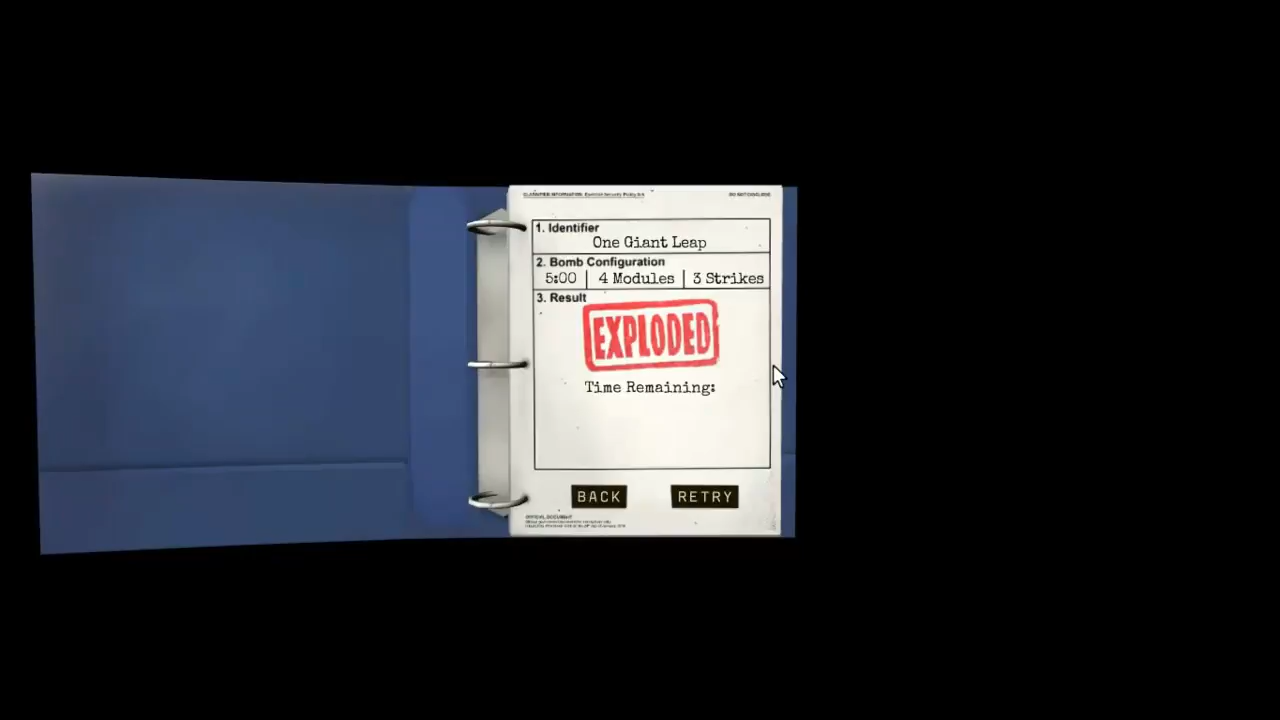 1. Identifier
One Giant Leap
2. Bomb Configuration
5:00 | 4 Modules | 3 Strikes
3. Result
EXPLODED
Time Remaining:
BACK RETRY